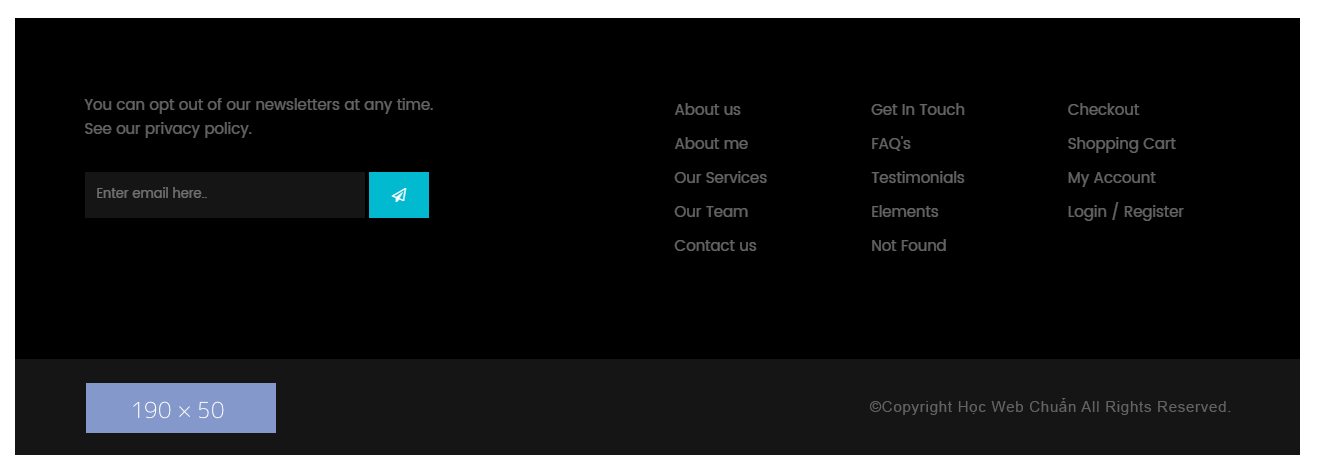 You can opt out of our newsletters at any time.
See our privacy policy.
Enter email here..
About us
About me
Our Services
Our Team
Contact us
Get In Touch
FAQ's
Testimonials
Elements
Not Found
Checkout
Shopping Cart
My Account
Login / Register
190 × 50
©Copyright Học Web Chuẩn All Rights Reserved.